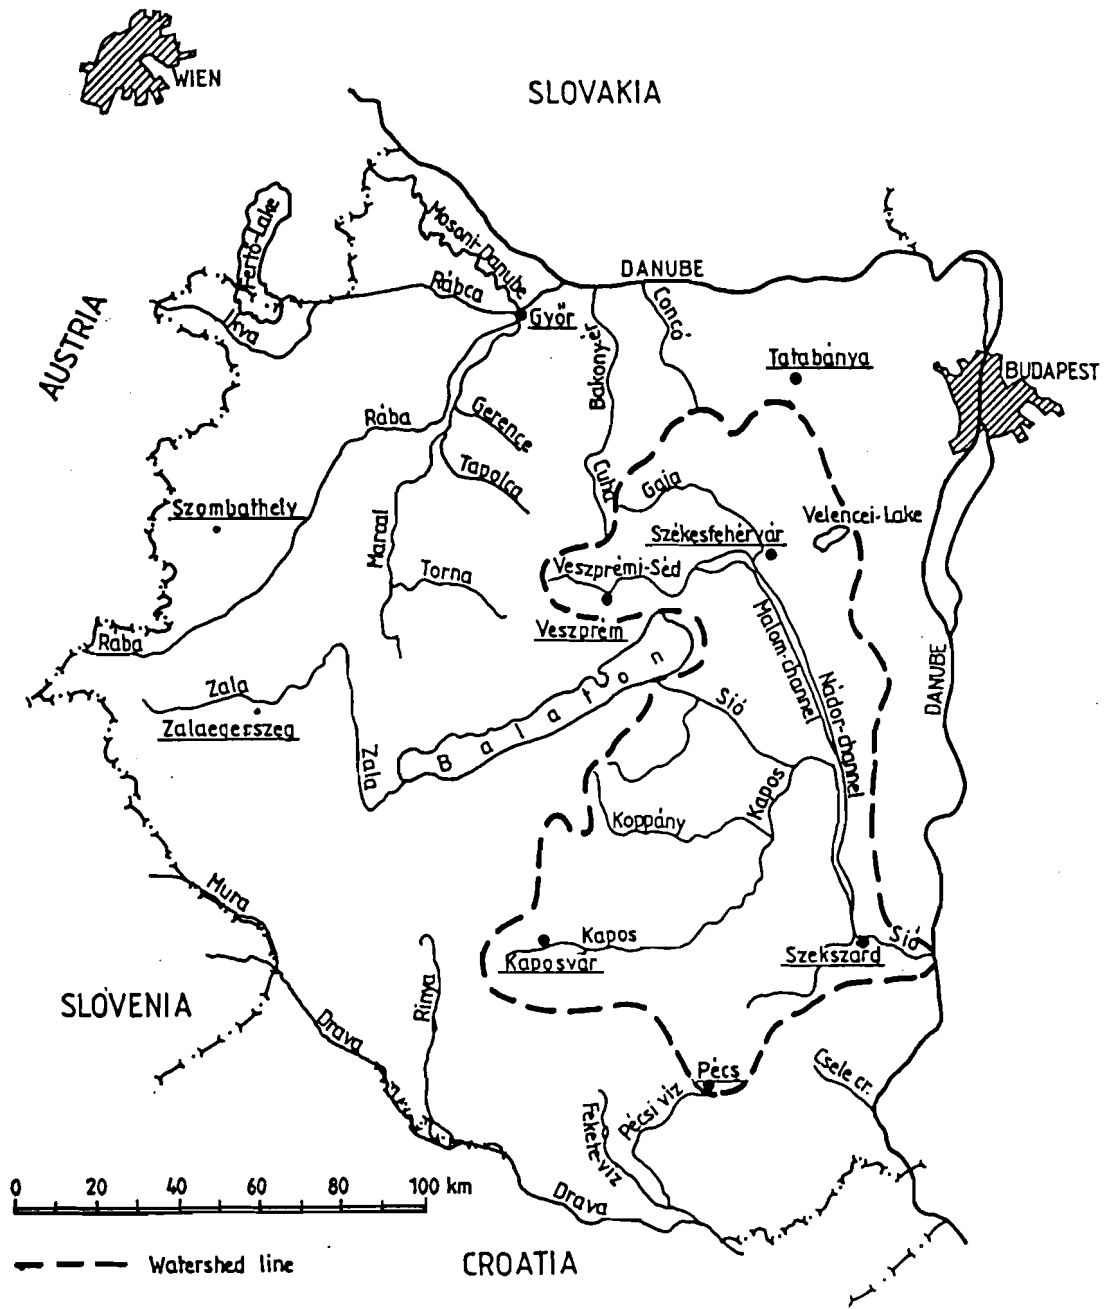 WIEN
SLOVAKIA
Fertő-Lake
Mosoni-Danube
DANUBE
Rábca
Ikva
Győr
Concó
AUSTRIA
Bakony-ér
Tatabánya
BUDAPEST
Rába
Gerence
Tapolca
Cuha
Gaja
Szombathely
Velencei-Lake
Székesfehérvár
Marcal
Torna
Veszprémi-Séd
Veszprém
Malom-channel
Rába
Zala
Zalaegerszeg
Balaton
Sió
Nádor-channel
DANUBE
Zala
Kapos
Koppány
Mura
Kapos
Kaposvár
Sió
Szekszárd
SLOVENIA
Rinya
Drava
Pécs
Csele cr.
Pécsi víz
Fekete-víz
Drava
0 20 40 60 80 100 km
CROATIA
Watershed line